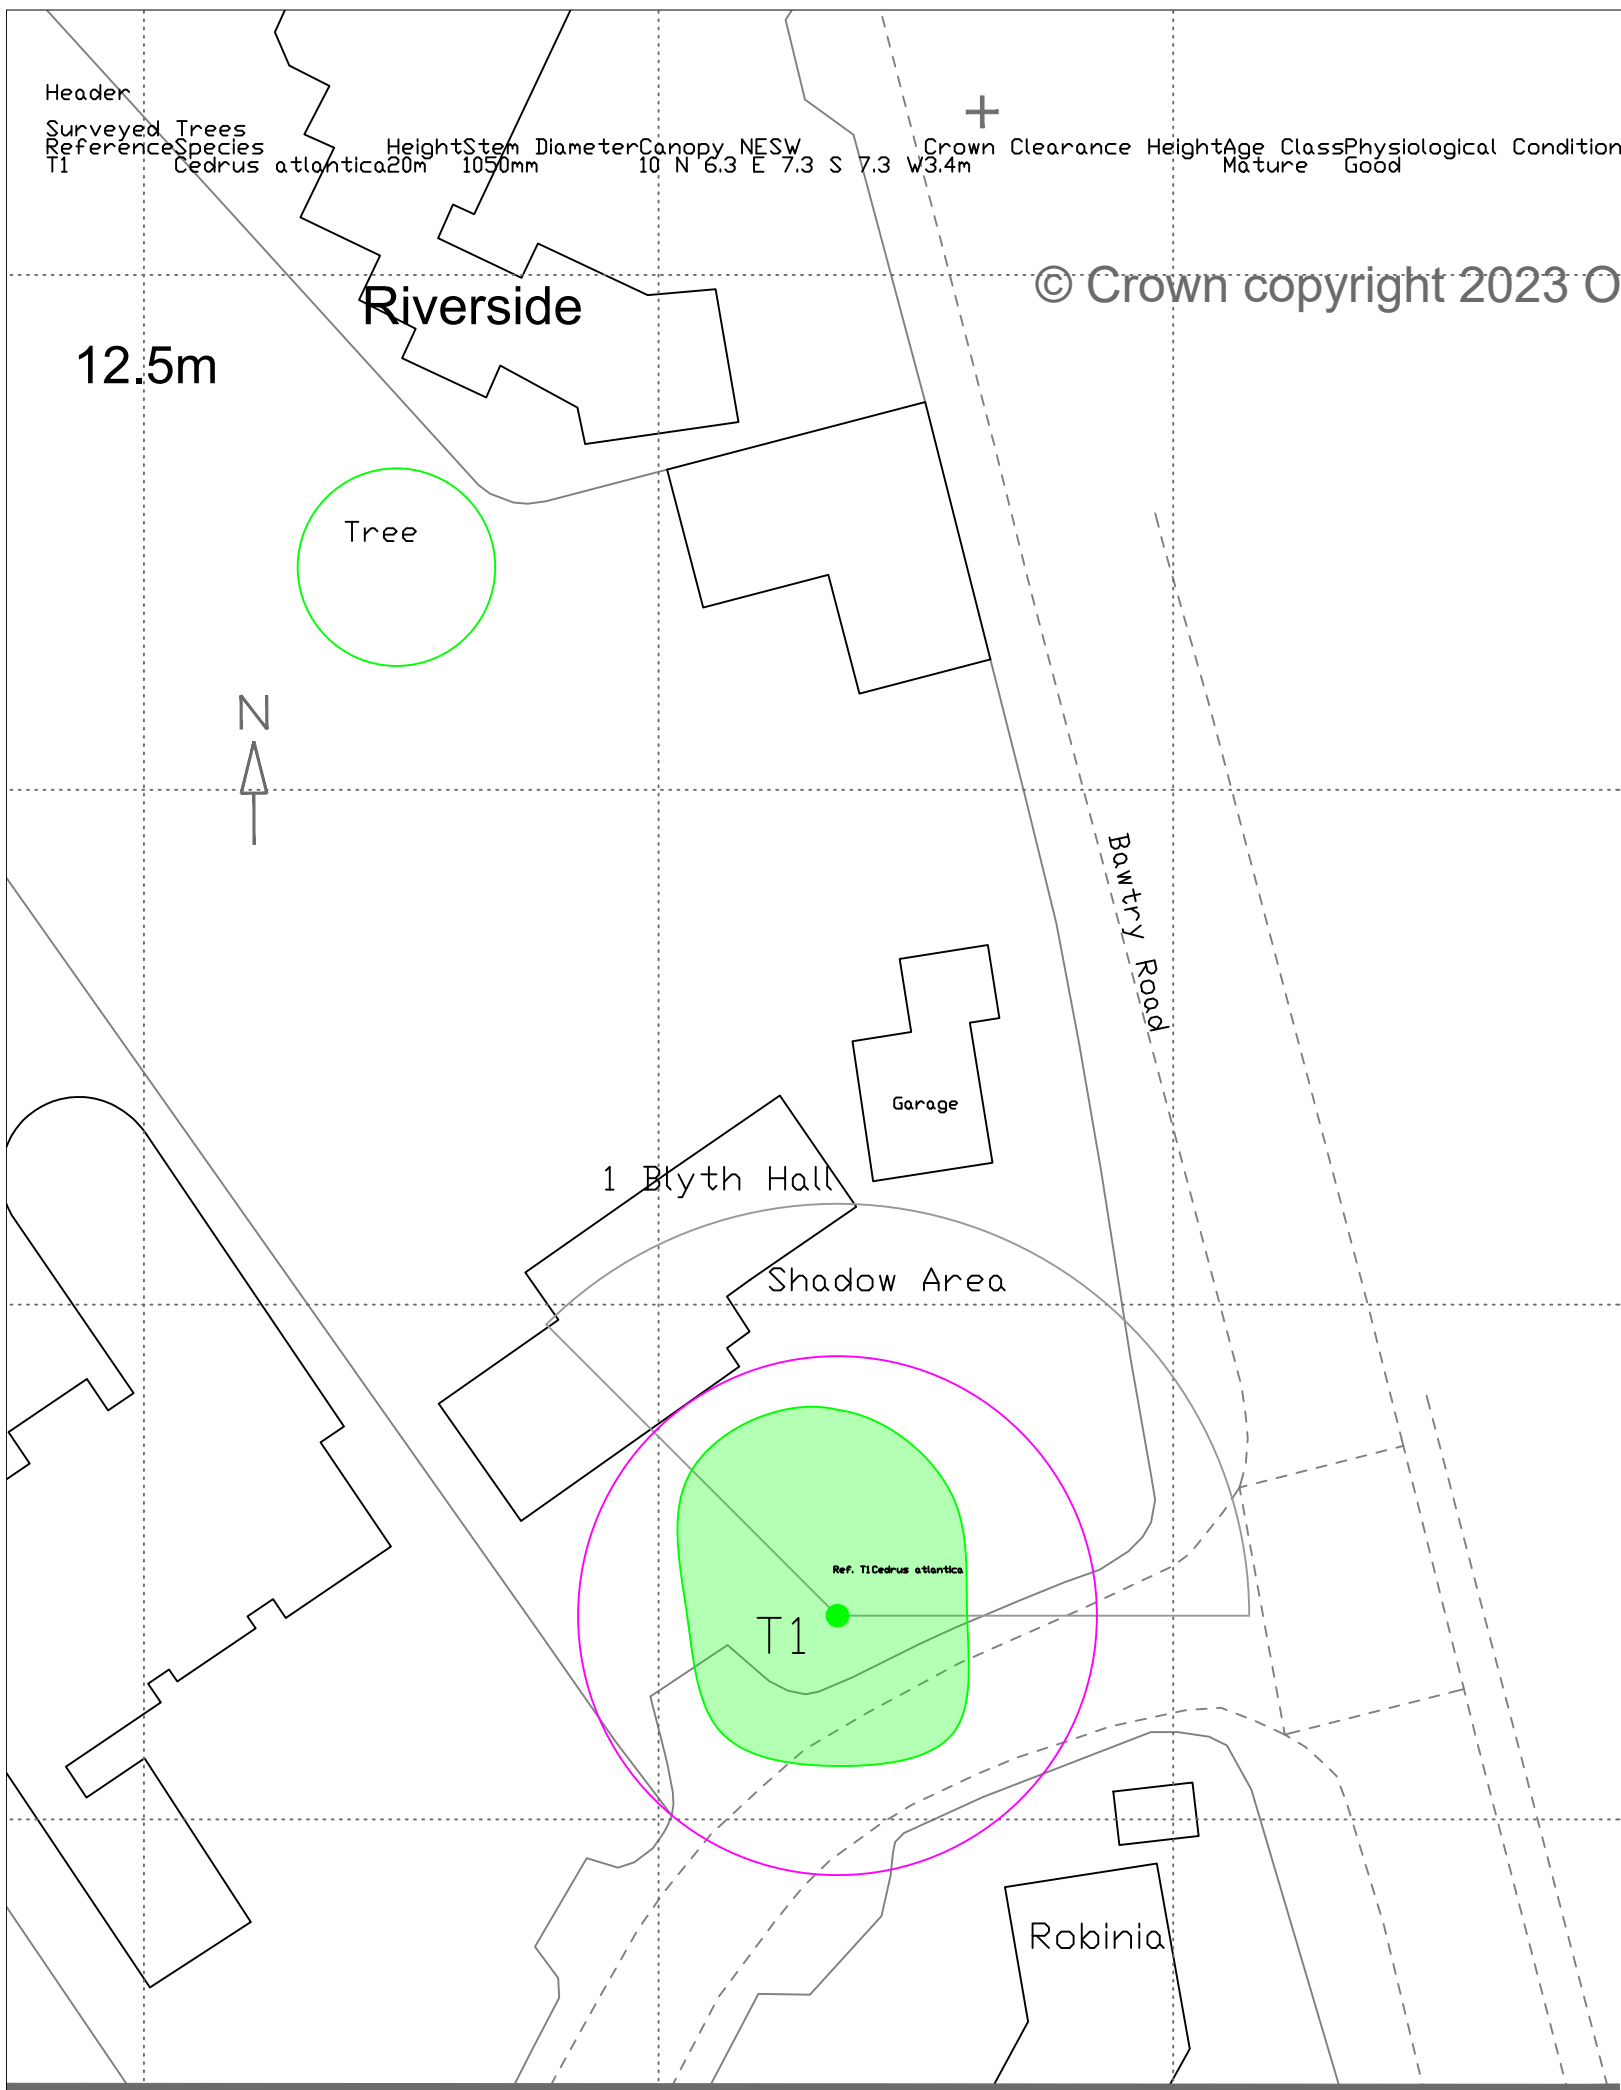 Header
Surveyed Trees
ReferenceSpecies HeightStem DiameterCanopy NESW Crown Clearance HeightAge ClassPhysiological Condition
T1 Cedrus atlantica20m 1050mm 10 N 6.3 E 7.3 S 7.3 W3.4m Mature Good
© Crown copyright 2023 O
Riverside
12.5m
Tree
N
Bawtry Road
Garage
1 Blyth Hall
Shadow Area
Ref. T1Cedrus atlantica
T1
Robinia